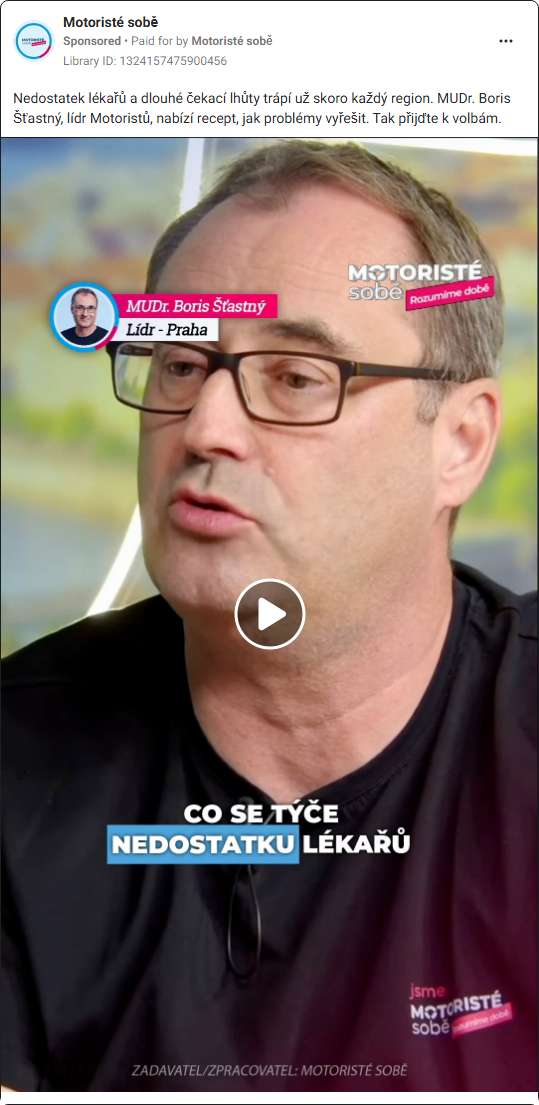 Motoristé sobě
Sponsored • Paid for by Motoristé sobě
Library ID: 1324157475900456
Nedostatek lékařů a dlouhé čekací lhůty trápí už skoro každý region. MUDr. Boris
Šťastný, lídr Motoristů, nabízí recept, jak problémy vyřešit. Tak přijďte k volbám.
MOTORISTÉ
sobě Rozumíme době
MUDr. Boris Šťastný
Lídr - Praha
CO SE TÝČE
NEDOSTATKU LÉKAŘŮ
jsme
MOTORISTÉ
sobě Rozumíme době
ZADAVATEL/ZPRACOVATEL: MOTORISTÉ SOBĚ